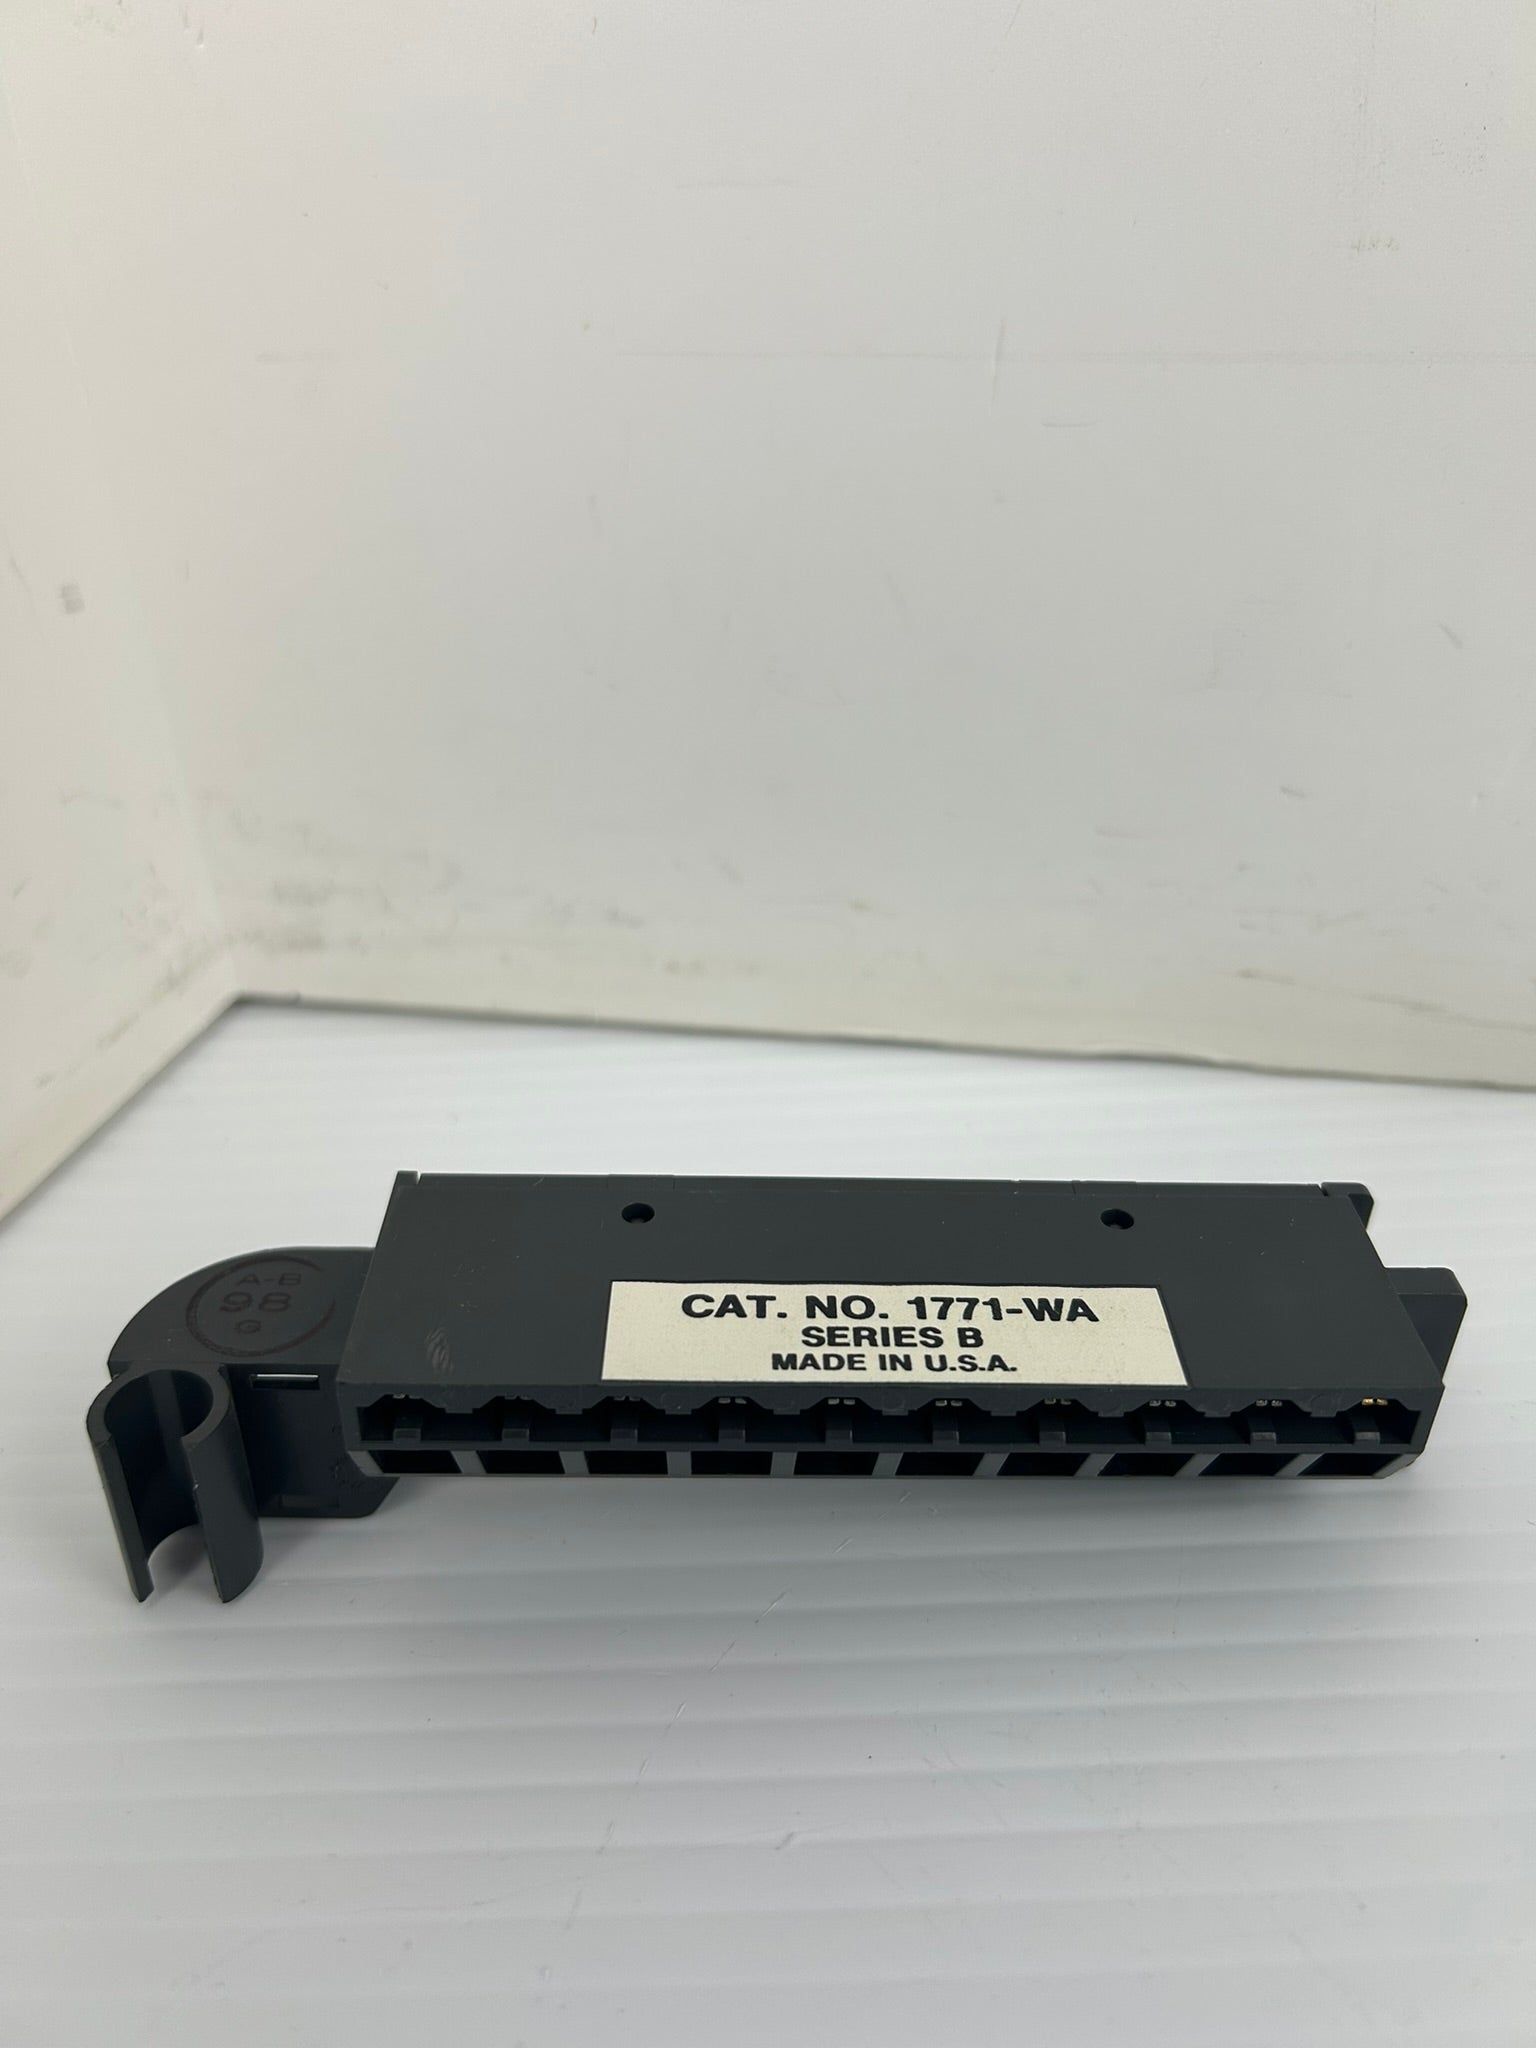 A-B
98
G
CAT. NO. 1771-WA
SERIES B
MADE IN U.S.A.